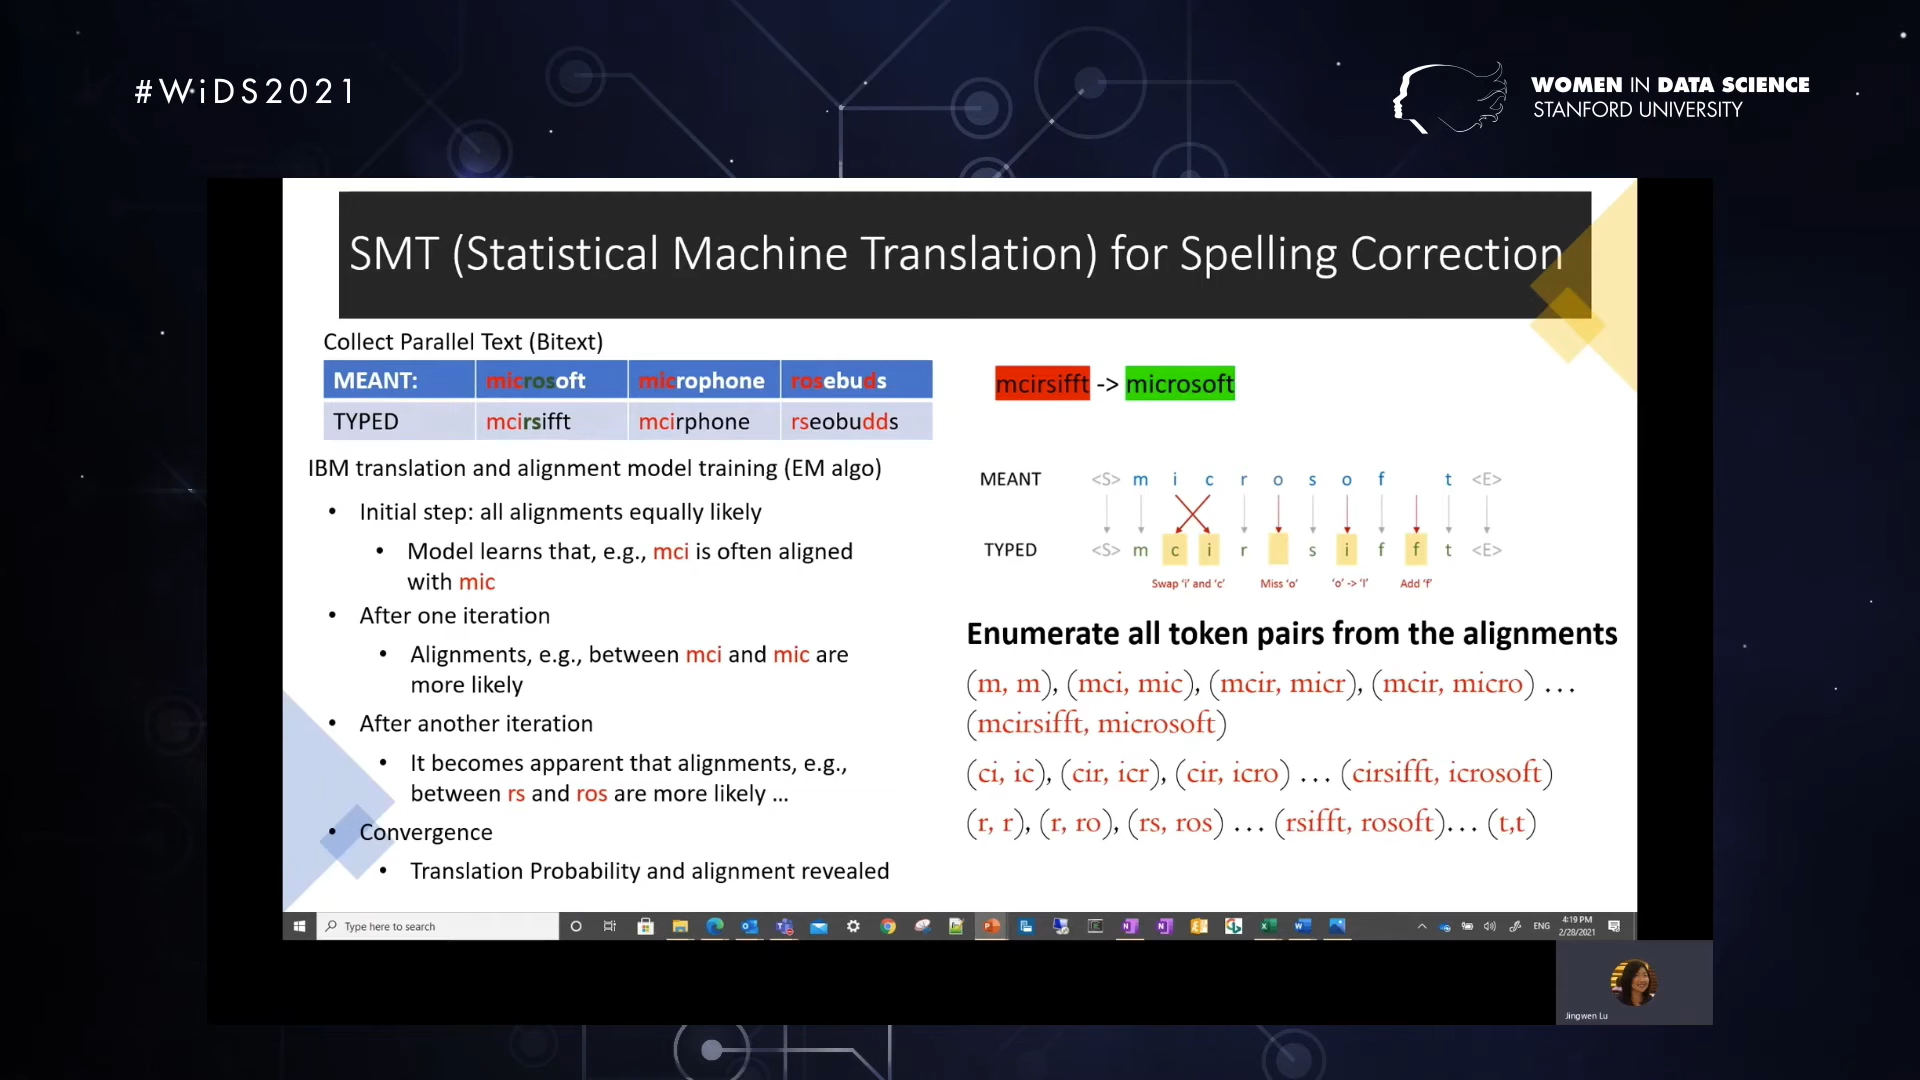 #WiDS2021
WOMEN IN DATA SCIENCE
STANFORD UNIVERSITY
SMT (Statistical Machine Translation) for Spelling Correction
Collect Parallel Text (Bitext)
MEANT: microsoft microphone rosebuds
TYPED mcirsifft mcirphone rseobudds
IBM translation and alignment model training (EM algo)
• Initial step: all alignments equally likely
• Model learns that, e.g., mci is often aligned
with mic
• After one iteration
• Alignments, e.g., between mci and mic are
more likely
• After another iteration
• It becomes apparent that alignments, e.g.,
between rs and ros are more likely ...
• Convergence
• Translation Probability and alignment revealed
mcirsifft -> microsoft
MEANT <S> m i c r o s o f t <E>
TYPED <S> m c i r s i f f t <E>
Swap 'i' and 'c' Miss 'o' 'o' -> 'I' Add 'f'
Enumerate all token pairs from the alignments
(m, m), (mci, mic), (mcir, micr), (mcir, micro) ...
(mcirsifft, microsoft)
(ci, ic), (cir, icr), (cir, icro) ... (cirsifft, icrosoft)
(r, r), (r, ro), (rs, ros) ... (rsifft, rosoft)... (t,t)
Type here to search
ENG
4:19 PM
2/28/2021
Jingwen Lu